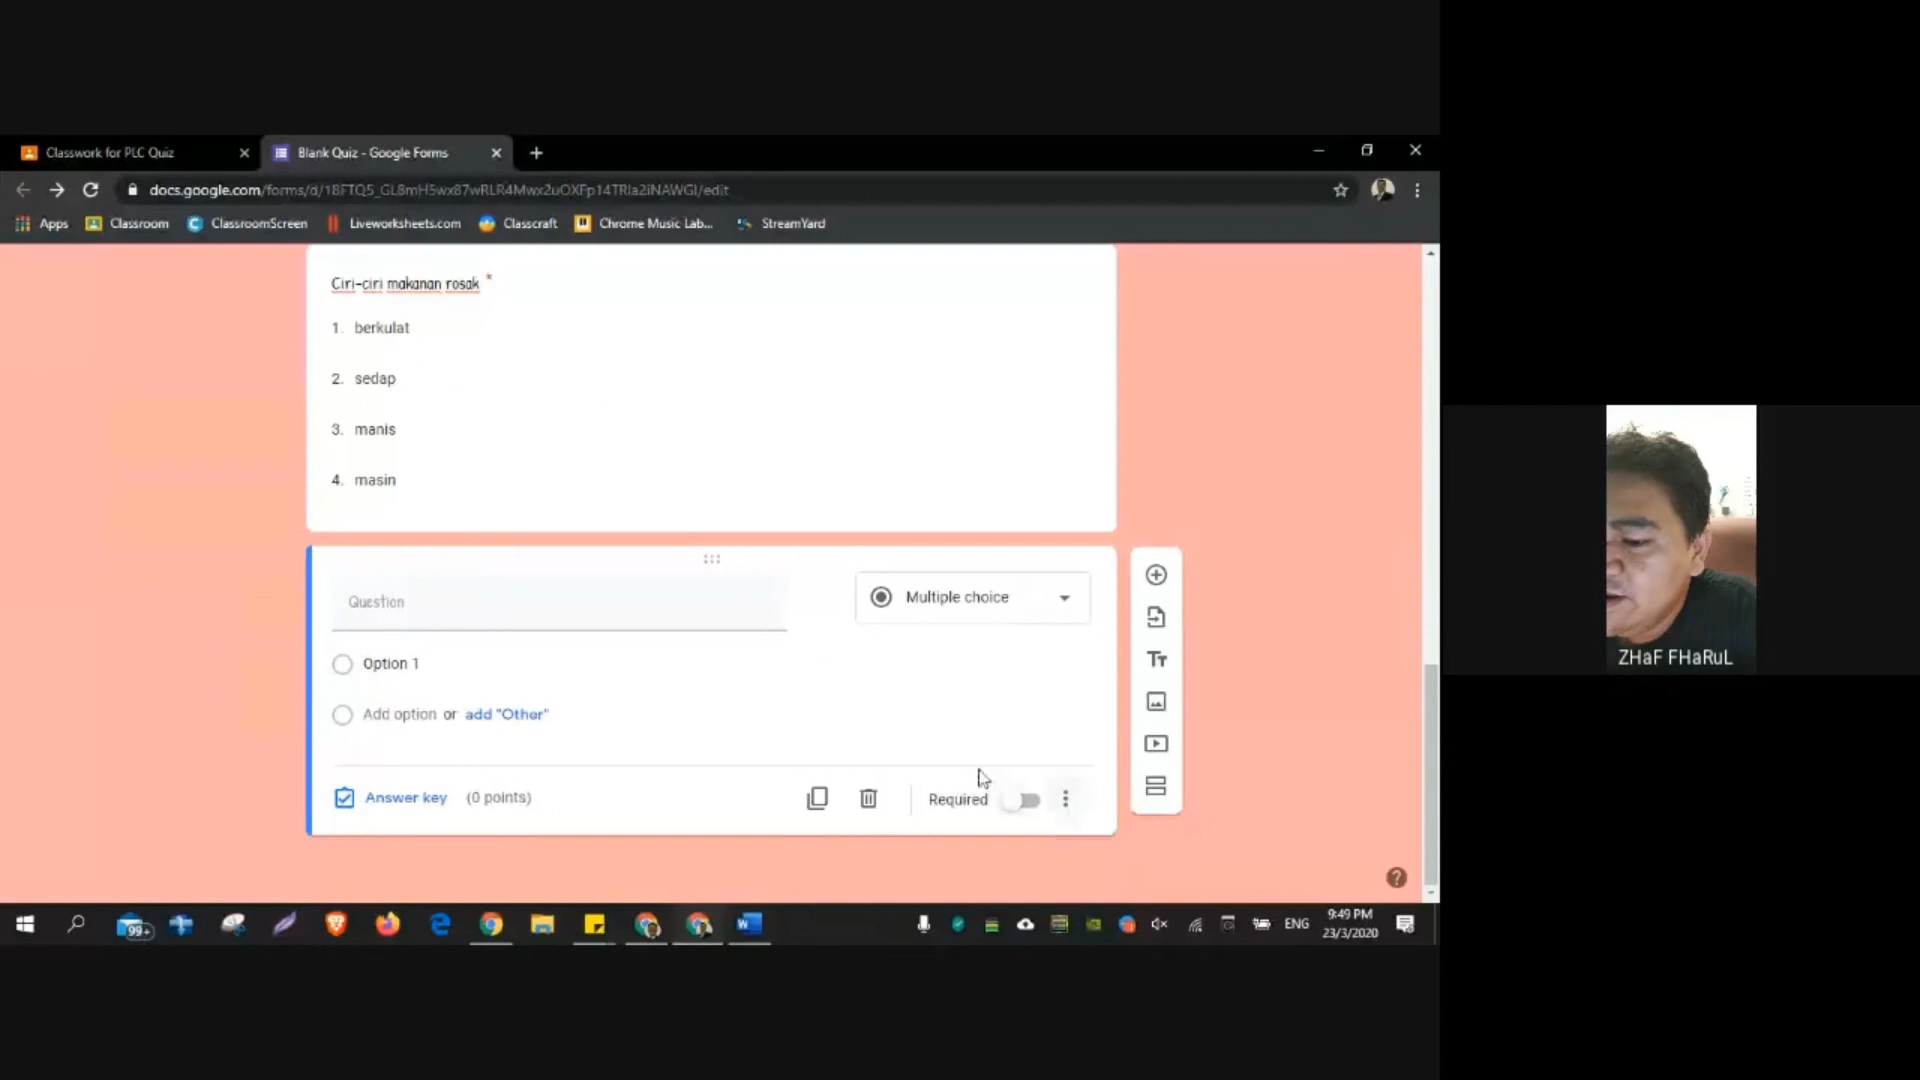 Classwork for PLC Quiz
Blank Quiz - Google Forms
docs.google.com/forms/d/18FTQ5_GL8mH5wx87wRLR4Mwx2uOXFp14TRla2iNAWGI/edit
Apps Classroom ClassroomScreen Liveworksheets.com Classcraft Chrome Music Lab... StreamYard
Ciri-ciri makanan rosak *
1. berkulat
2. sedap
3. manis
4. masin
Question
Multiple choice
Option 1
Add option or add "Other"
Answer key (0 points)
Required
ZHaF FHaRuL
99+
ENG
9:49 PM
23/3/2020